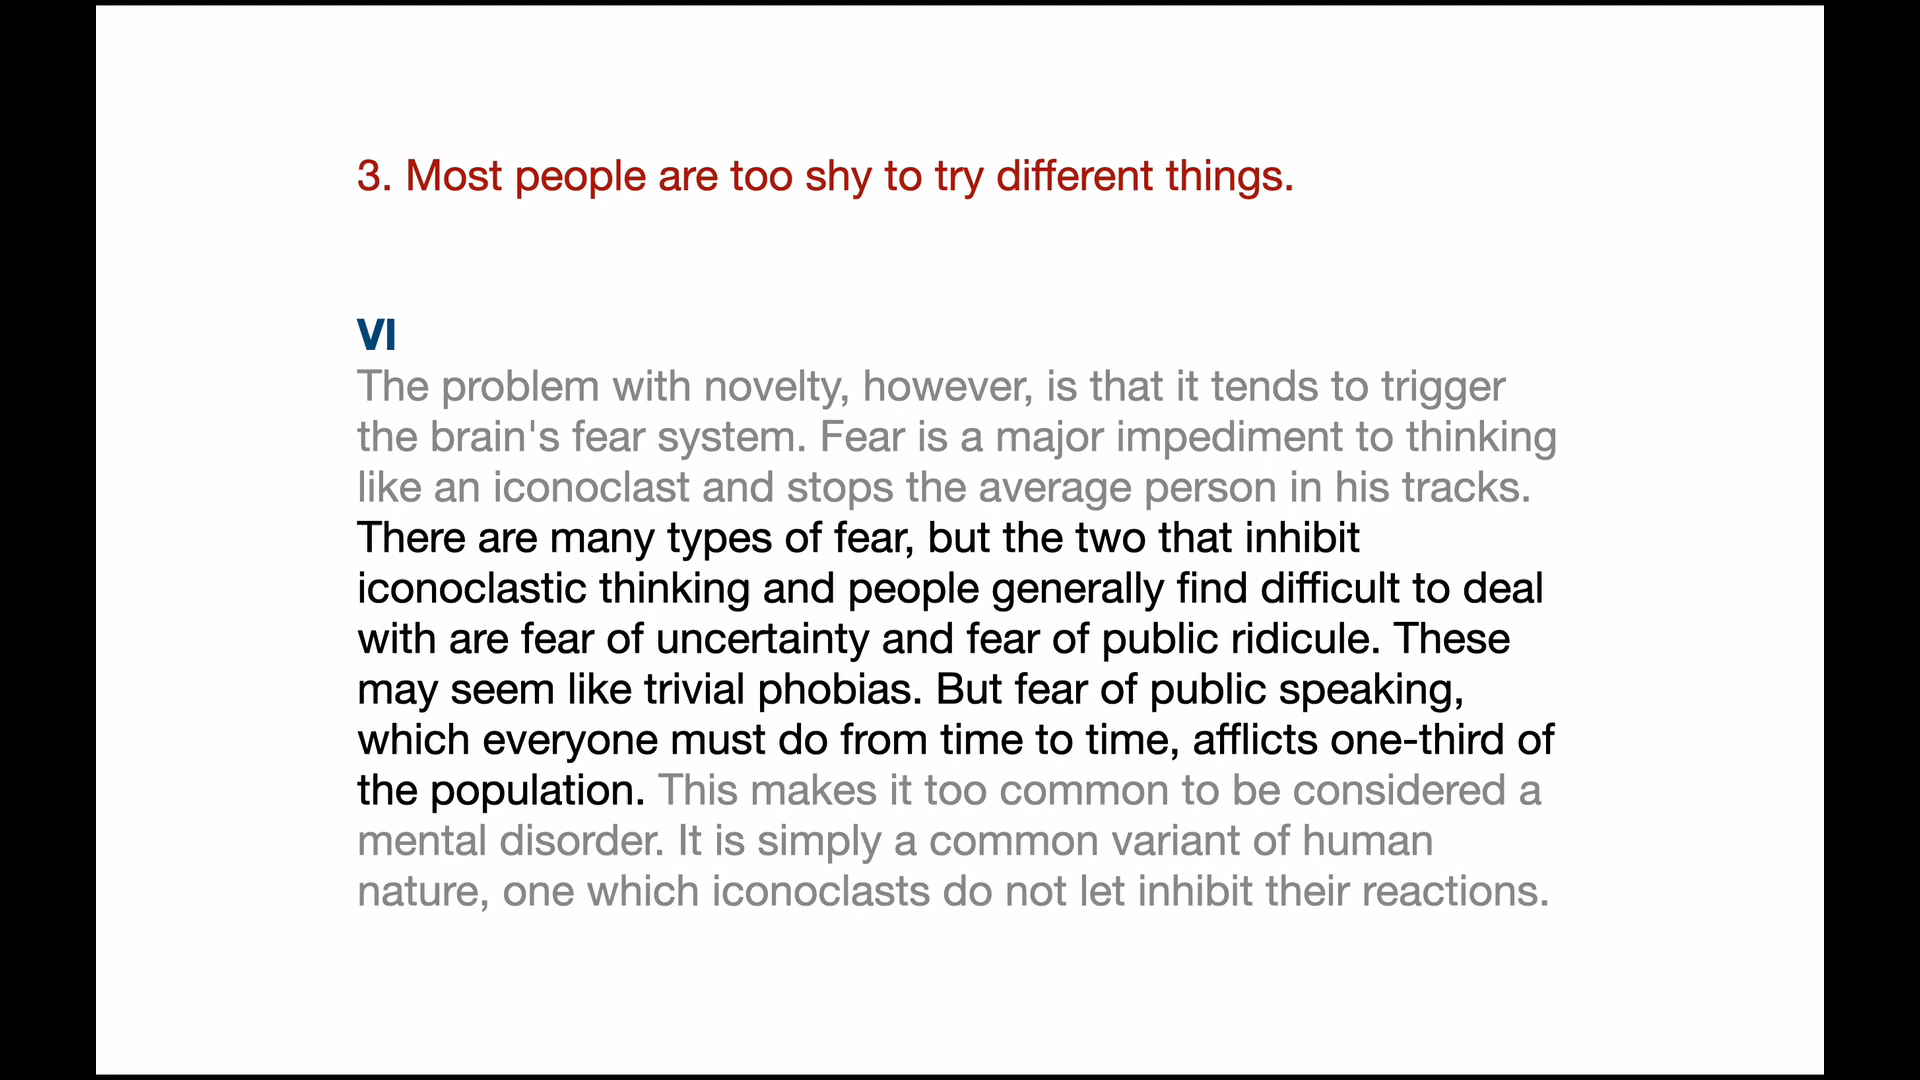 3. Most people are too shy to try different things.
VI
The problem with novelty, however, is that it tends to trigger
the brain's fear system. Fear is a major impediment to thinking
like an iconoclast and stops the average person in his tracks.
There are many types of fear, but the two that inhibit
iconoclastic thinking and people generally find difficult to deal
with are fear of uncertainty and fear of public ridicule. These
may seem like trivial phobias. But fear of public speaking,
which everyone must do from time to time, afflicts one-third of
the population. This makes it too common to be considered a
mental disorder. It is simply a common variant of human
nature, one which iconoclasts do not let inhibit their reactions.